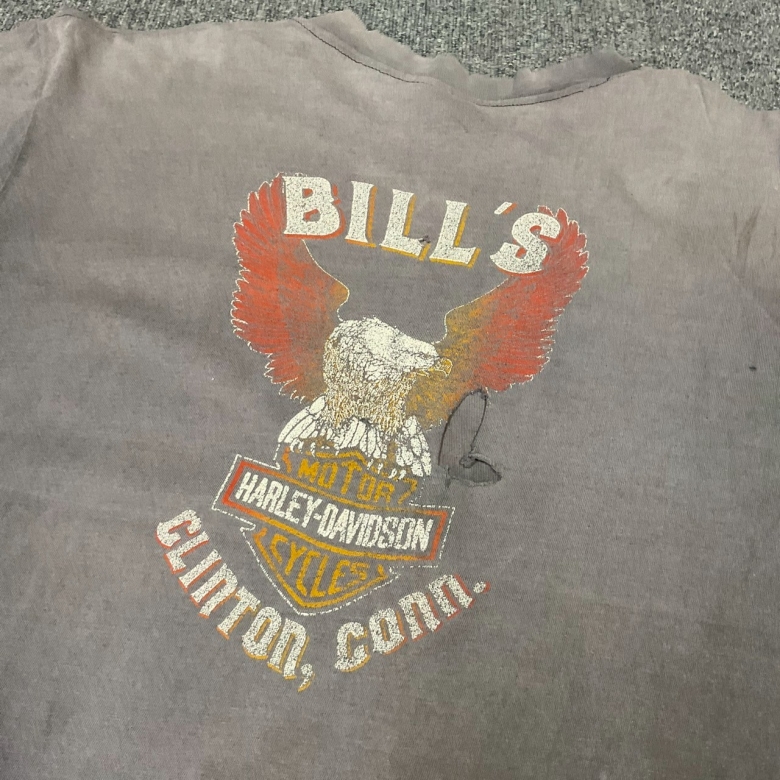 BILL'S
MOTOR
HARLEY-DAVIDSON
CYCLES
CLINTON, CONN.